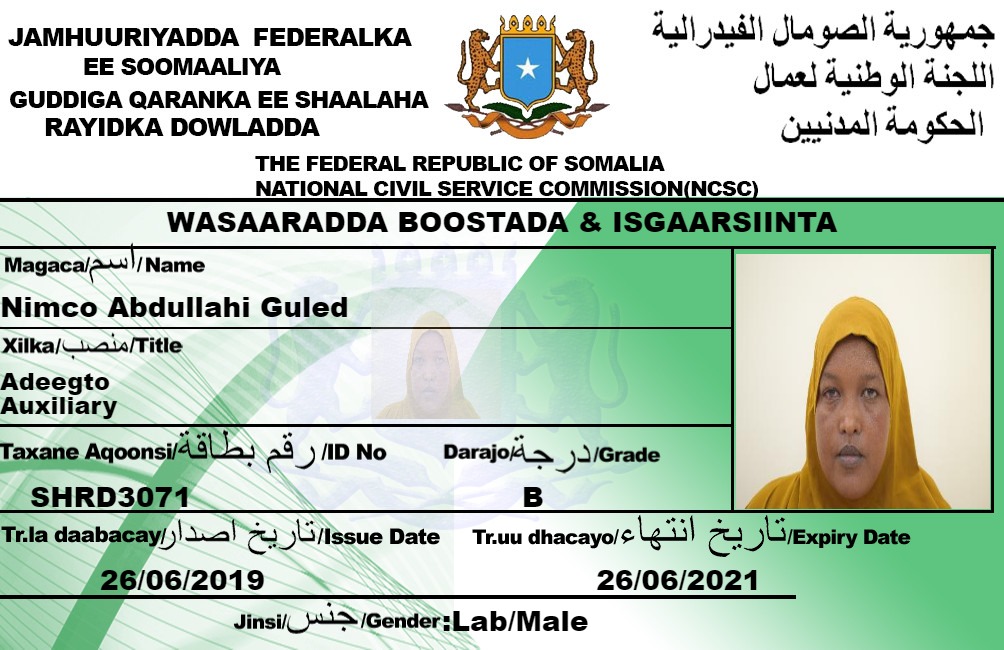 JAMHUURIYADDA FEDERALKA
EE SOOMAALIYA
GUDDIGA QARANKA EE SHAALAHA
RAYIDKA DOWLADDA
جمهورية الصومال الفيدرالية
اللجنة الوطنية لعمال
الحكومة المدنيين
THE FEDERAL REPUBLIC OF SOMALIA
NATIONAL CIVIL SERVICE COMMISSION(NCSC)
WASAARADDA BOOSTADA & ISGAARSIINTA
Magaca/اسم/Name
Nimco Abdullahi Guled
Xilka/منصب/Title
Adeegto
Auxiliary
Taxane Aqoonsi/رقم بطاقة/ID No
SHRD3071
Darajo/درجة/Grade
B
Tr.la daabacay/تاريخ اصدار/Issue Date
26/06/2019
Tr.uu dhacayo/تاريخ انتهاء/Expiry Date
26/06/2021
Jinsi/جنس/Gender:Lab/Male